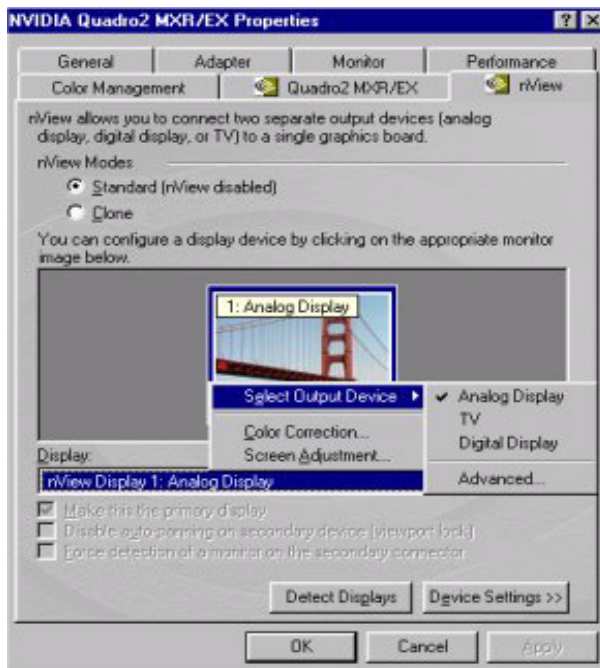 NVIDIA Quadro2 MXR/EX Properties
General Adapter Monitor Performance
Color Management Quadro2 MXR/EX nView
nView allows you to connect two separate output devices (analog
display, digital display, or TV) to a single graphics board.
nView Modes
Standard (nView disabled)
Clone
You can configure a display device by clicking on the appropriate monitor
image below.
1: Analog Display
Select Output Device
Analog Display
TV
Digital Display
Advanced...
Color Correction...
Screen Adjustment...
Display:
nView Display 1: Analog Display
Make this the primary display
Disable auto-panning on secondary device (viewport lock)
Force detection of a monitor on the secondary connector
Detect Displays Device Settings >>
OK Cancel Apply